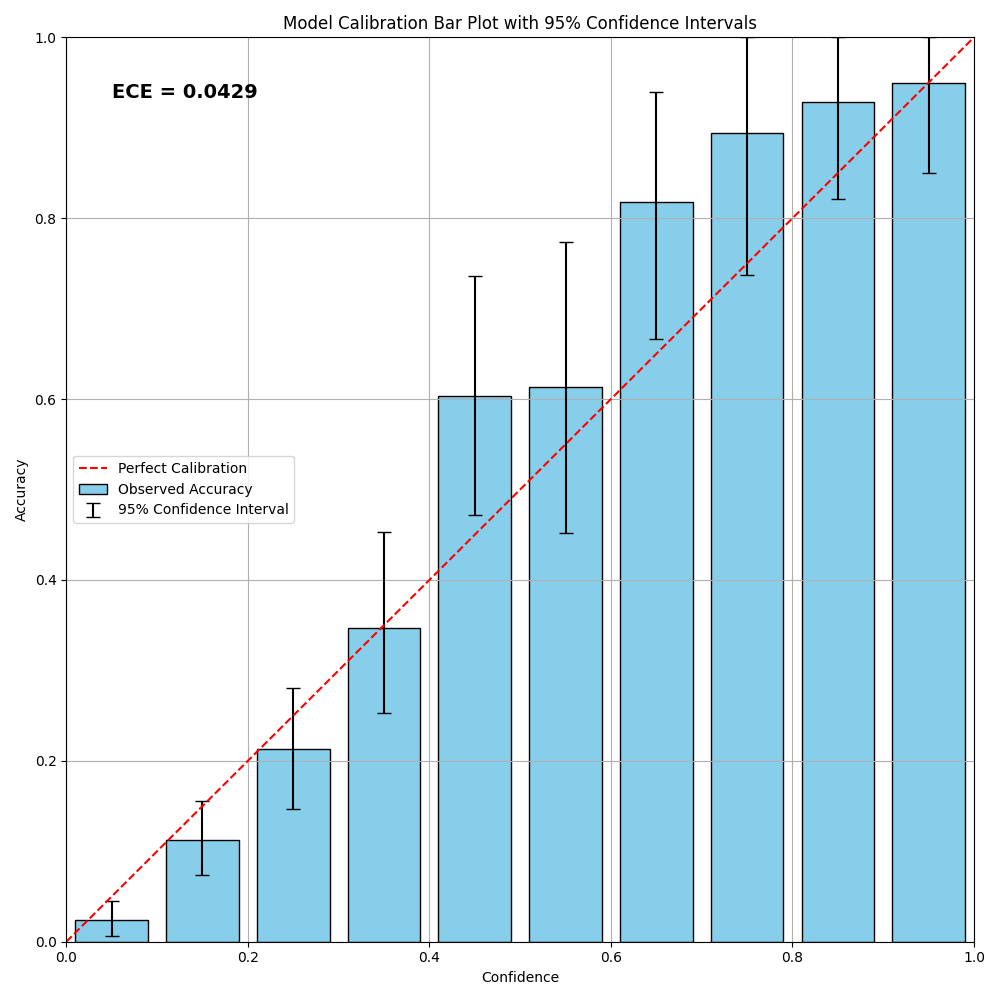 Model Calibration Bar Plot with 95% Confidence Intervals
1.0
ECE = 0.0429
0.8
0.6
Accuracy
Perfect Calibration
Observed Accuracy
95% Confidence Interval
0.4
0.2
0.0
0.0 0.2 0.4 0.6 0.8 1.0
Confidence